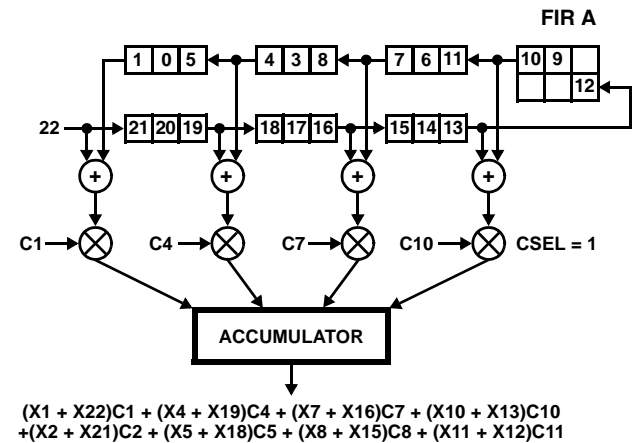 FIR A
1 0 5 4 3 8 7 6 11 10 9
12
22 21 20 19 18 17 16 15 14 13
+ + + +
C1 C4 C7 C10 CSEL = 1
ACCUMULATOR
(X1 + X22)C1 + (X4 + X19)C4 + (X7 + X16)C7 + (X10 + X13)C10
+(X2 + X21)C2 + (X5 + X18)C5 + (X8 + X15)C8 + (X11 + X12)C11